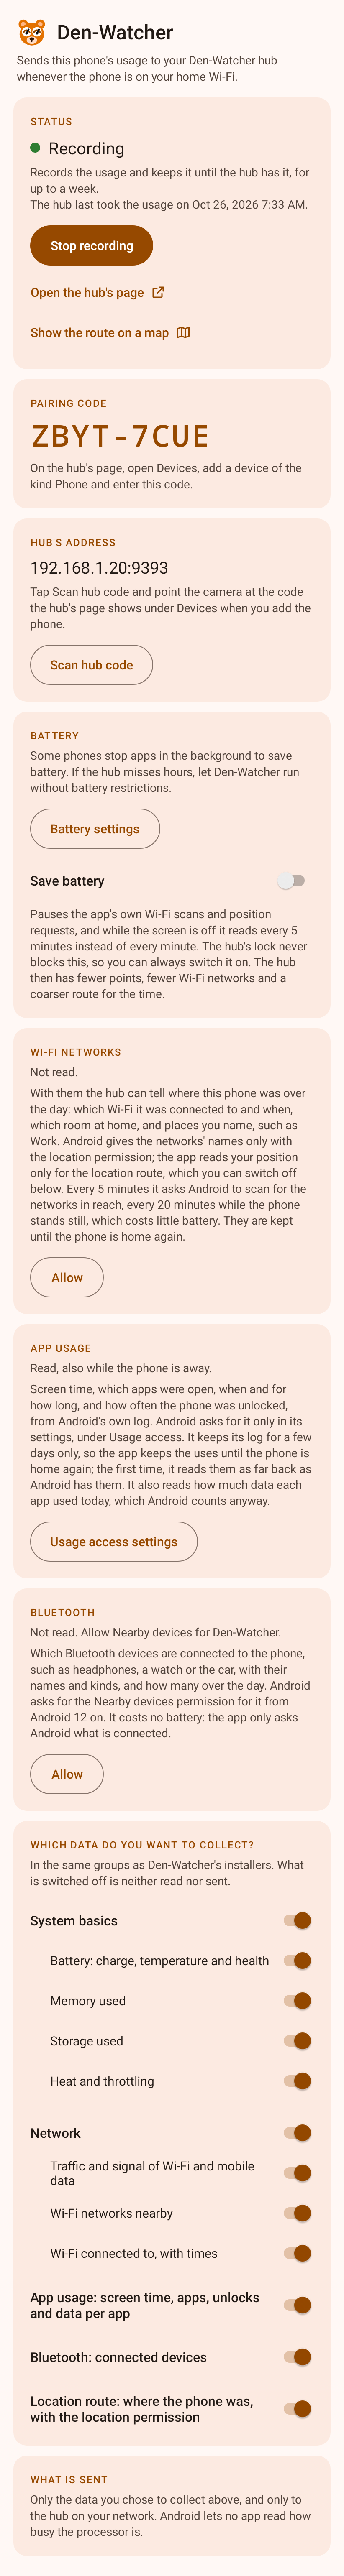 Den-Watcher
Sends this phone's usage to your Den-Watcher hub
whenever the phone is on your home Wi-Fi.
STATUS
Recording
Records the usage and keeps it until the hub has it, for
up to a week.
The hub last took the usage on Oct 26, 2026 7:33 AM.
Stop recording
Open the hub's page
Show the route on a map
PAIRING CODE
ZBYT-7CUE
On the hub's page, open Devices, add a device of the
kind Phone and enter this code.
HUB'S ADDRESS
192.168.1.20:9393
Tap Scan hub code and point the camera at the code
the hub's page shows under Devices when you add the
phone.
Scan hub code
BATTERY
Some phones stop apps in the background to save
battery. If the hub misses hours, let Den-Watcher run
without battery restrictions.
Battery settings
Save battery
Pauses the app's own Wi-Fi scans and position
requests, and while the screen is off it reads every 5
minutes instead of every minute. The hub's lock never
blocks this, so you can always switch it on. The hub
then has fewer points, fewer Wi-Fi networks and a
coarser route for the time.
WI-FI NETWORKS
Not read.
With them the hub can tell where this phone was over
the day: which Wi-Fi it was connected to and when,
which room at home, and places you name, such as
Work. Android gives the networks' names only with
the location permission; the app reads your position
only for the location route, which you can switch off
below. Every 5 minutes it asks Android to scan for the
networks in reach, every 20 minutes while the phone
stands still, which costs little battery. They are kept
until the phone is home again.
Allow
APP USAGE
Read, also while the phone is away.
Screen time, which apps were open, when and for
how long, and how often the phone was unlocked,
from Android's own log. Android asks for it only in its
settings, under Usage access. It keeps its log for a few
days only, so the app keeps the uses until the phone is
home again; the first time, it reads them as far back as
Android has them. It also reads how much data each
app used today, which Android counts anyway.
Usage access settings
BLUETOOTH
Not read. Allow Nearby devices for Den-Watcher.
Which Bluetooth devices are connected to the phone,
such as headphones, a watch or the car, with their
names and kinds, and how many over the day. Android
asks for the Nearby devices permission for it from
Android 12 on. It costs no battery: the app only asks
Android what is connected.
Allow
WHICH DATA DO YOU WANT TO COLLECT?
In the same groups as Den-Watcher's installers. What
is switched off is neither read nor sent.
System basics
Battery: charge, temperature and health
Memory used
Storage used
Heat and throttling
Network
Traffic and signal of Wi-Fi and mobile
data
Wi-Fi networks nearby
Wi-Fi connected to, with times
App usage: screen time, apps, unlocks
and data per app
Bluetooth: connected devices
Location route: where the phone was,
with the location permission
WHAT IS SENT
Only the data you chose to collect above, and only to
the hub on your network. Android lets no app read how
busy the processor is.